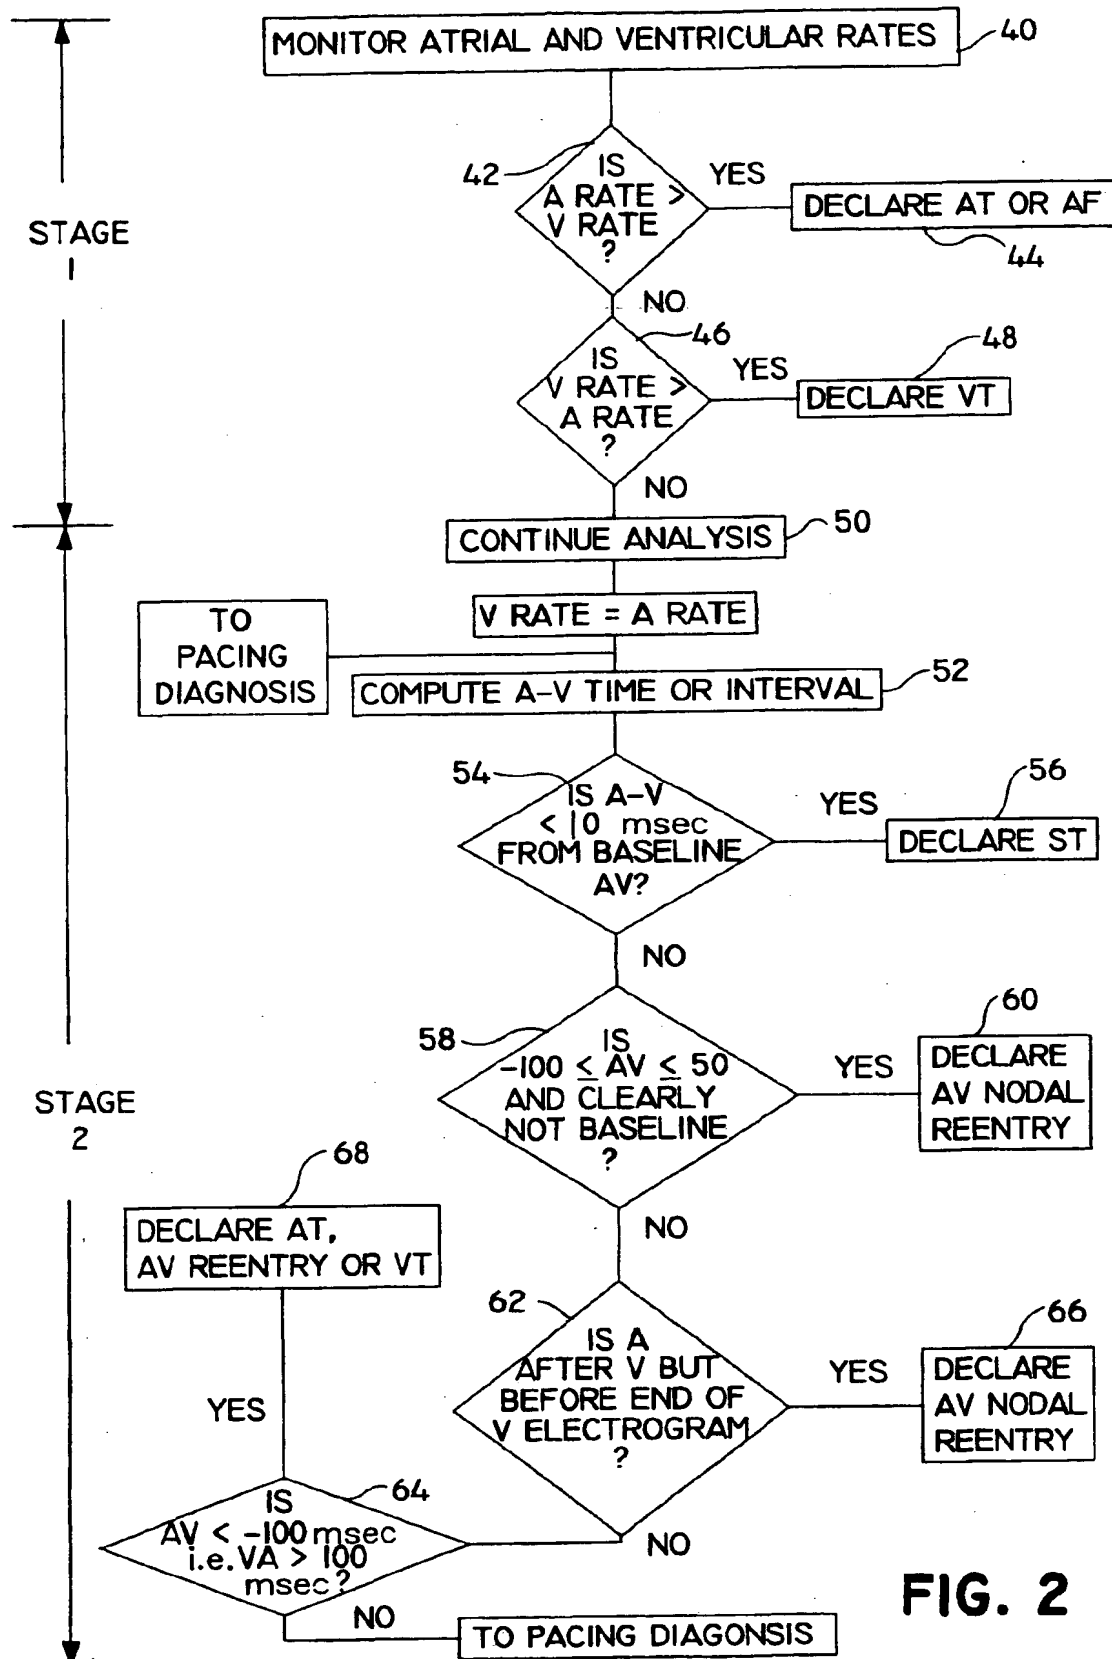 MONITOR ATRIAL AND VENTRICULAR RATES
40
42
IS
A RATE >
V RATE
?
YES
DECLARE AT OR AF
44
STAGE
1
NO
46
IS
V RATE >
A RATE
?
YES
48
DECLARE VT
NO
CONTINUE ANALYSIS
50
V RATE = A RATE
TO
PACING
DIAGNOSIS
COMPUTE A-V TIME OR INTERVAL
52
54
IS A-V
< 10 msec
FROM BASELINE
AV?
YES
56
DECLARE ST
NO
58
IS
-100 ≤ AV ≤ 50
AND CLEARLY
NOT BASELINE
?
YES
60
DECLARE
AV NODAL
REENTRY
STAGE
2
NO
68
DECLARE AT,
AV REENTRY OR VT
62
IS A
AFTER V BUT
BEFORE END OF
V ELECTROGRAM
?
YES
66
DECLARE
AV NODAL
REENTRY
YES
64
IS
AV < -100 msec
i.e. VA > 100
msec?
NO
NO
TO PACING DIAGONSIS
FIG. 2